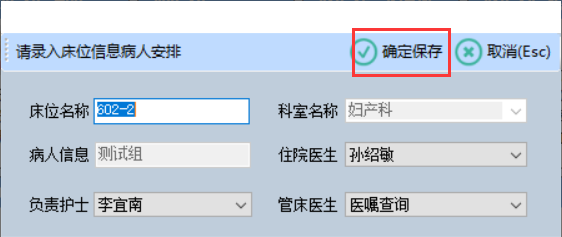 请录入床位信息病人安排 确定保存 取消(Esc)
床位名称 602-2 科室名称 妇产科
病人信息 测试组 住院医生 孙绍敏
负责护士 李宜南 管床医生 医嘱查询